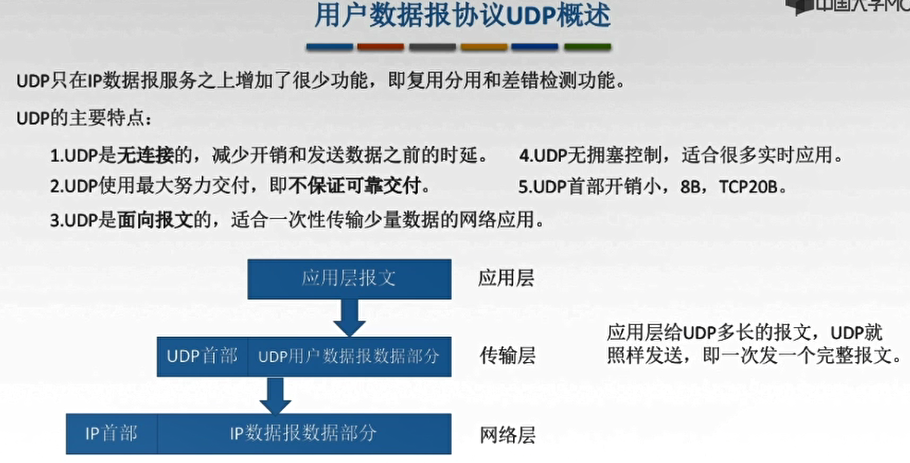 中国大学MO
用户数据报协议UDP概述
UDP只在IP数据报服务之上增加了很少功能，即复用分用和差错检测功能。
UDP的主要特点：
1.UDP是无连接的，减少开销和发送数据之前的时延。
2.UDP使用最大努力交付，即不保证可靠交付。
3.UDP是面向报文的，适合一次性传输少量数据的网络应用。
4.UDP无拥塞控制，适合很多实时应用。
5.UDP首部开销小，8B，TCP20B。
应用层报文 应用层
UDP首部 UDP用户数据报数据部分 传输层
IP首部 IP数据报数据部分 网络层
应用层给UDP多长的报文，UDP就
照样发送，即一次发一个完整报文。